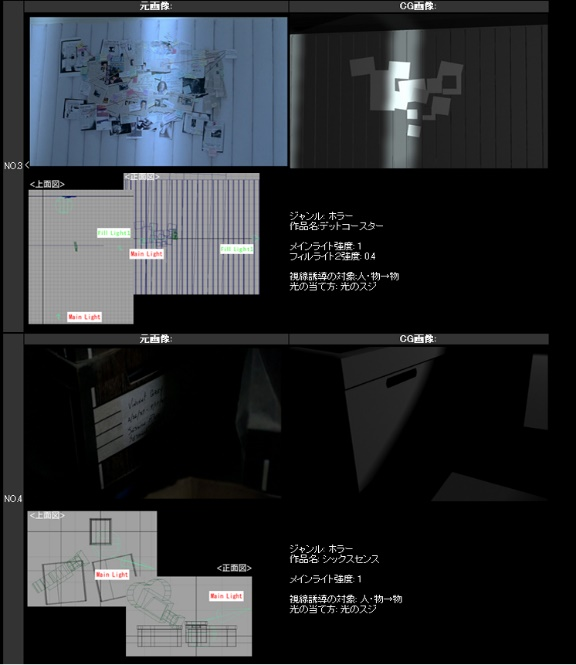 元画像:
CG画像:
NO.3
<上面図>
<正面図>
Fill Light1
Main Light
Fill Light1
Main Light
ジャンル: ホラー
作品名:デットコースター
メインライト強度: 1
フィルライト2強度: 0.4
視線誘導の対象:人・物→物
光の当て方: 光のスジ
元画像:
CG画像:
NO.4
<上面図>
Main Light
<正面図>
Main Light
ジャンル: ホラー
作品名: シックスセンス
メインライト強度: 1
視線誘導の対象: 人・物→物
光の当て方: 光のスジ